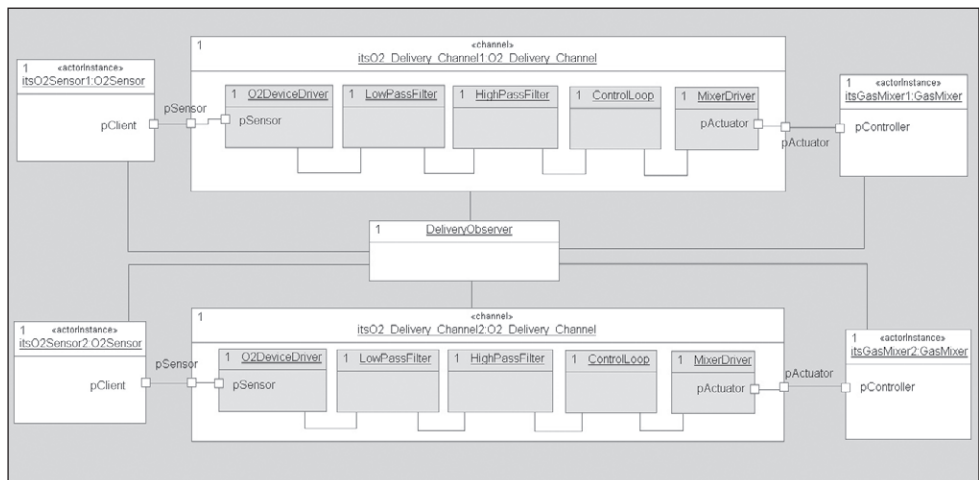 1
«channel»
itsO2_Delivery_Channel1:O2_Delivery_Channel
1 «actorInstance»
itsO2Sensor1:O2Sensor
pClient
pSensor
1 O2DeviceDriver
pSensor
1 LowPassFilter
1 HighPassFilter
1 ControlLoop
1 MixerDriver
pActuator
pActuator
1 «actorInstance»
itsGasMixer1:GasMixer
pController
1 DeliveryObserver
1
«channel»
itsO2_Delivery_Channel2:O2_Delivery_Channel
1 «actorInstance»
itsO2Sensor2:O2Sensor
pClient
pSensor
1 O2DeviceDriver
pSensor
1 LowPassFilter
1 HighPassFilter
1 ControlLoop
1 MixerDriver
pActuator
pActuator
1 «actorInstance»
itsGasMixer2:GasMixer
pController